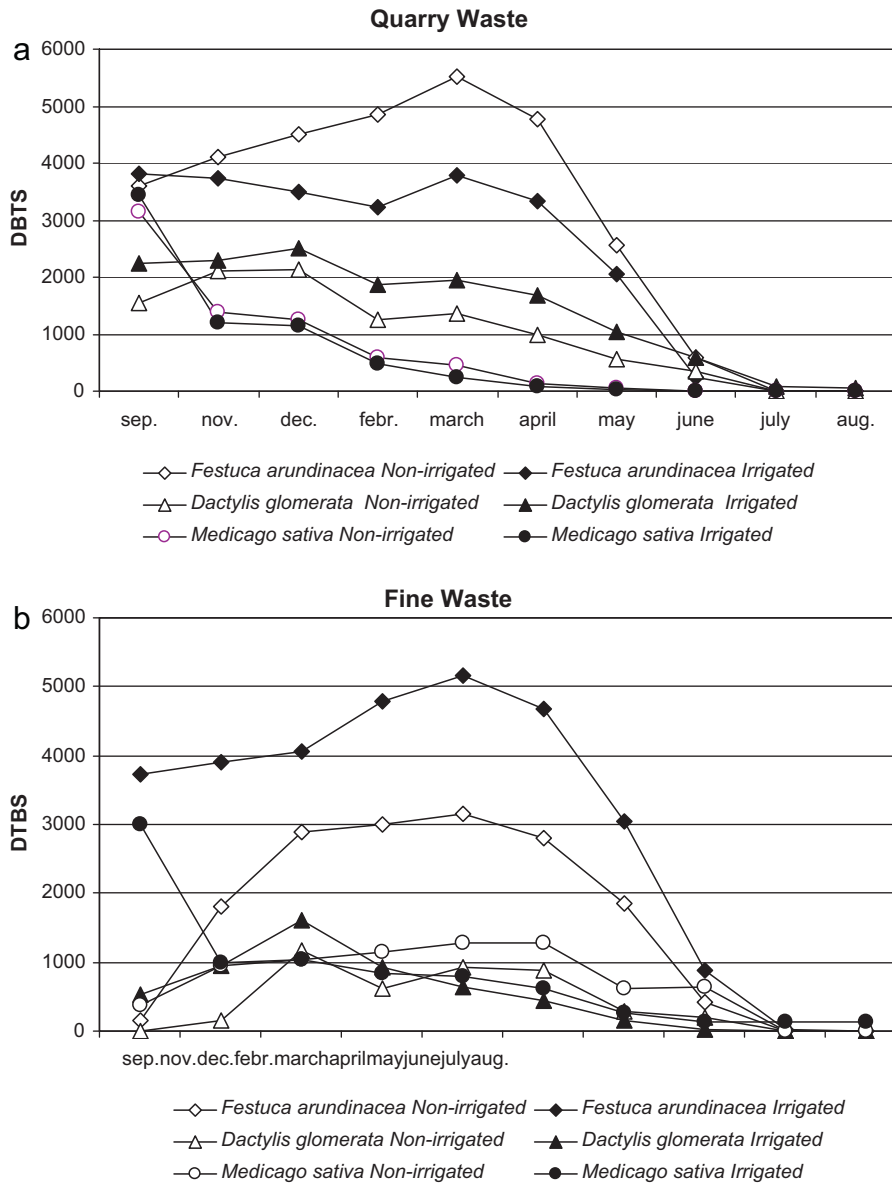 Quarry Waste
a
6000
5000
4000
3000
2000
1000
0
DBTS
sep. nov. dec. febr. march april may june july aug.
Festuca arundinacea Non-irrigated Festuca arundinacea Irrigated
Dactylis glomerata Non-irrigated Dactylis glomerata Irrigated
Medicago sativa Non-irrigated Medicago sativa Irrigated
Fine Waste
b
6000
5000
4000
3000
2000
1000
0
DTBS
sep.nov.dec.febr.marchaprilmayjunejulyaug.
Festuca arundinacea Non-irrigated Festuca arundinacea Irrigated
Dactylis glomerata Non-irrigated Dactylis glomerata Irrigated
Medicago sativa Non-irrigated Medicago sativa Irrigated